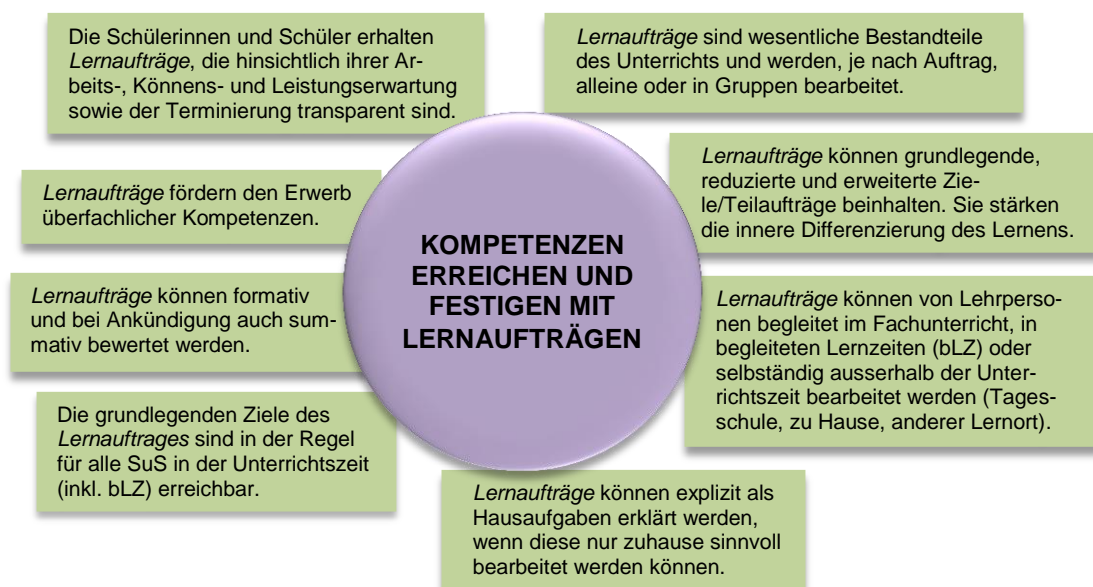 Die Schülerinnen und Schüler erhalten
Lernaufträge, die hinsichtlich ihrer Ar-
beits-, Könnens- und Leistungserwartung
sowie der Terminierung transparent sind.
Lernaufträge sind wesentliche Bestandteile
des Unterrichts und werden, je nach Auftrag,
alleine oder in Gruppen bearbeitet.
Lernaufträge fördern den Erwerb
überfachlicher Kompetenzen.
Lernaufträge können grundlegende,
reduzierte und erweiterte Zie-
le/Teilaufträge beinhalten. Sie stärken
die innere Differenzierung des Lernens.
KOMPETENZEN
ERREICHEN UND
FESTIGEN MIT
LERNAUFTRÄGEN
Lernaufträge können formativ
und bei Ankündigung auch sum-
mativ bewertet werden.
Lernaufträge können von Lehrperso-
nen begleitet im Fachunterricht, in
begleiteten Lernzeiten (bLZ) oder
selbständig ausserhalb der Unter-
richtszeit bearbeitet werden (Tages-
schule, zu Hause, anderer Lernort).
Die grundlegenden Ziele des
Lernauftrages sind in der Regel
für alle SuS in der Unterrichtszeit
(inkl. bLZ) erreichbar.
Lernaufträge können explizit als
Hausaufgaben erklärt werden,
wenn diese nur zuhause sinnvoll
bearbeitet werden können.